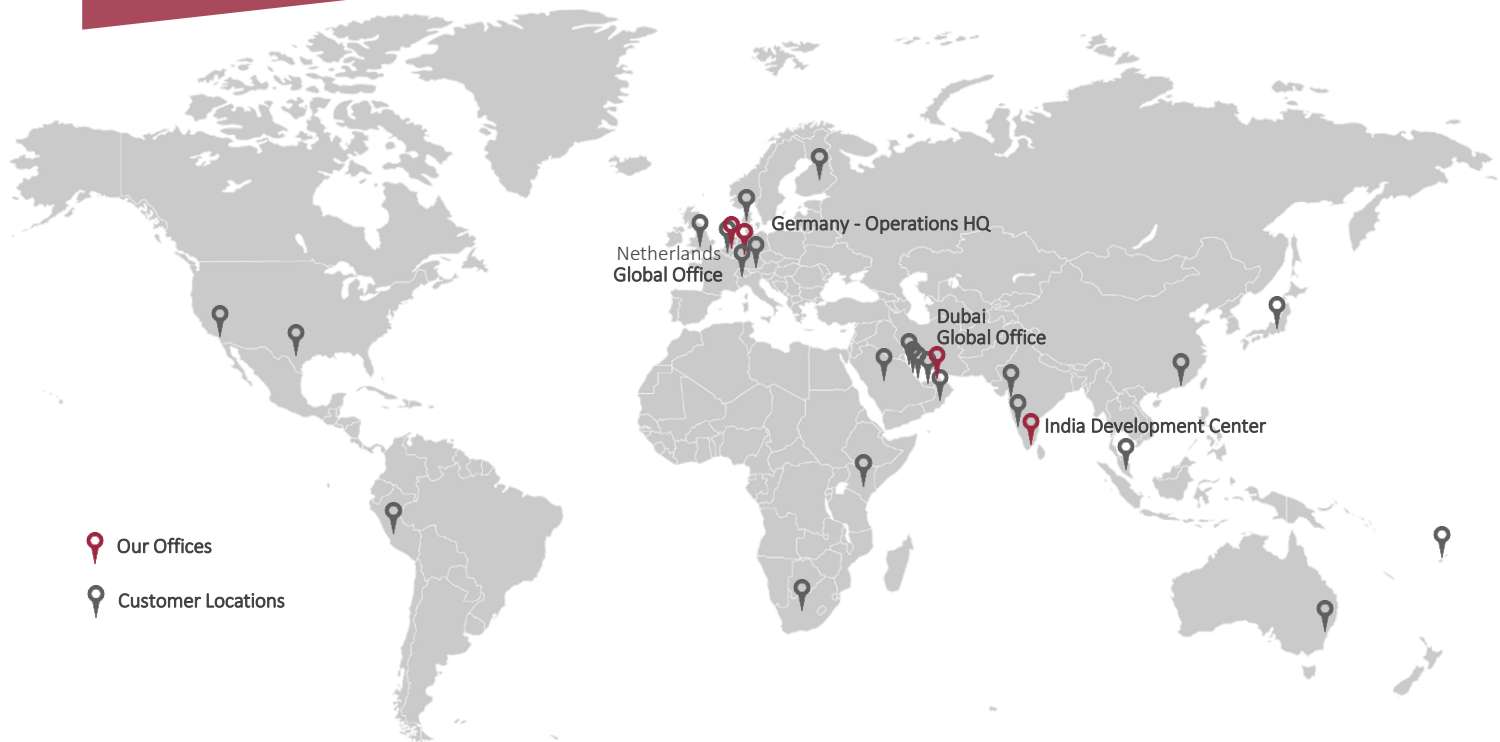 Germany - Operations HQ
Netherlands
Global Office
Dubai
Global Office
India Development Center
Our Offices
Customer Locations